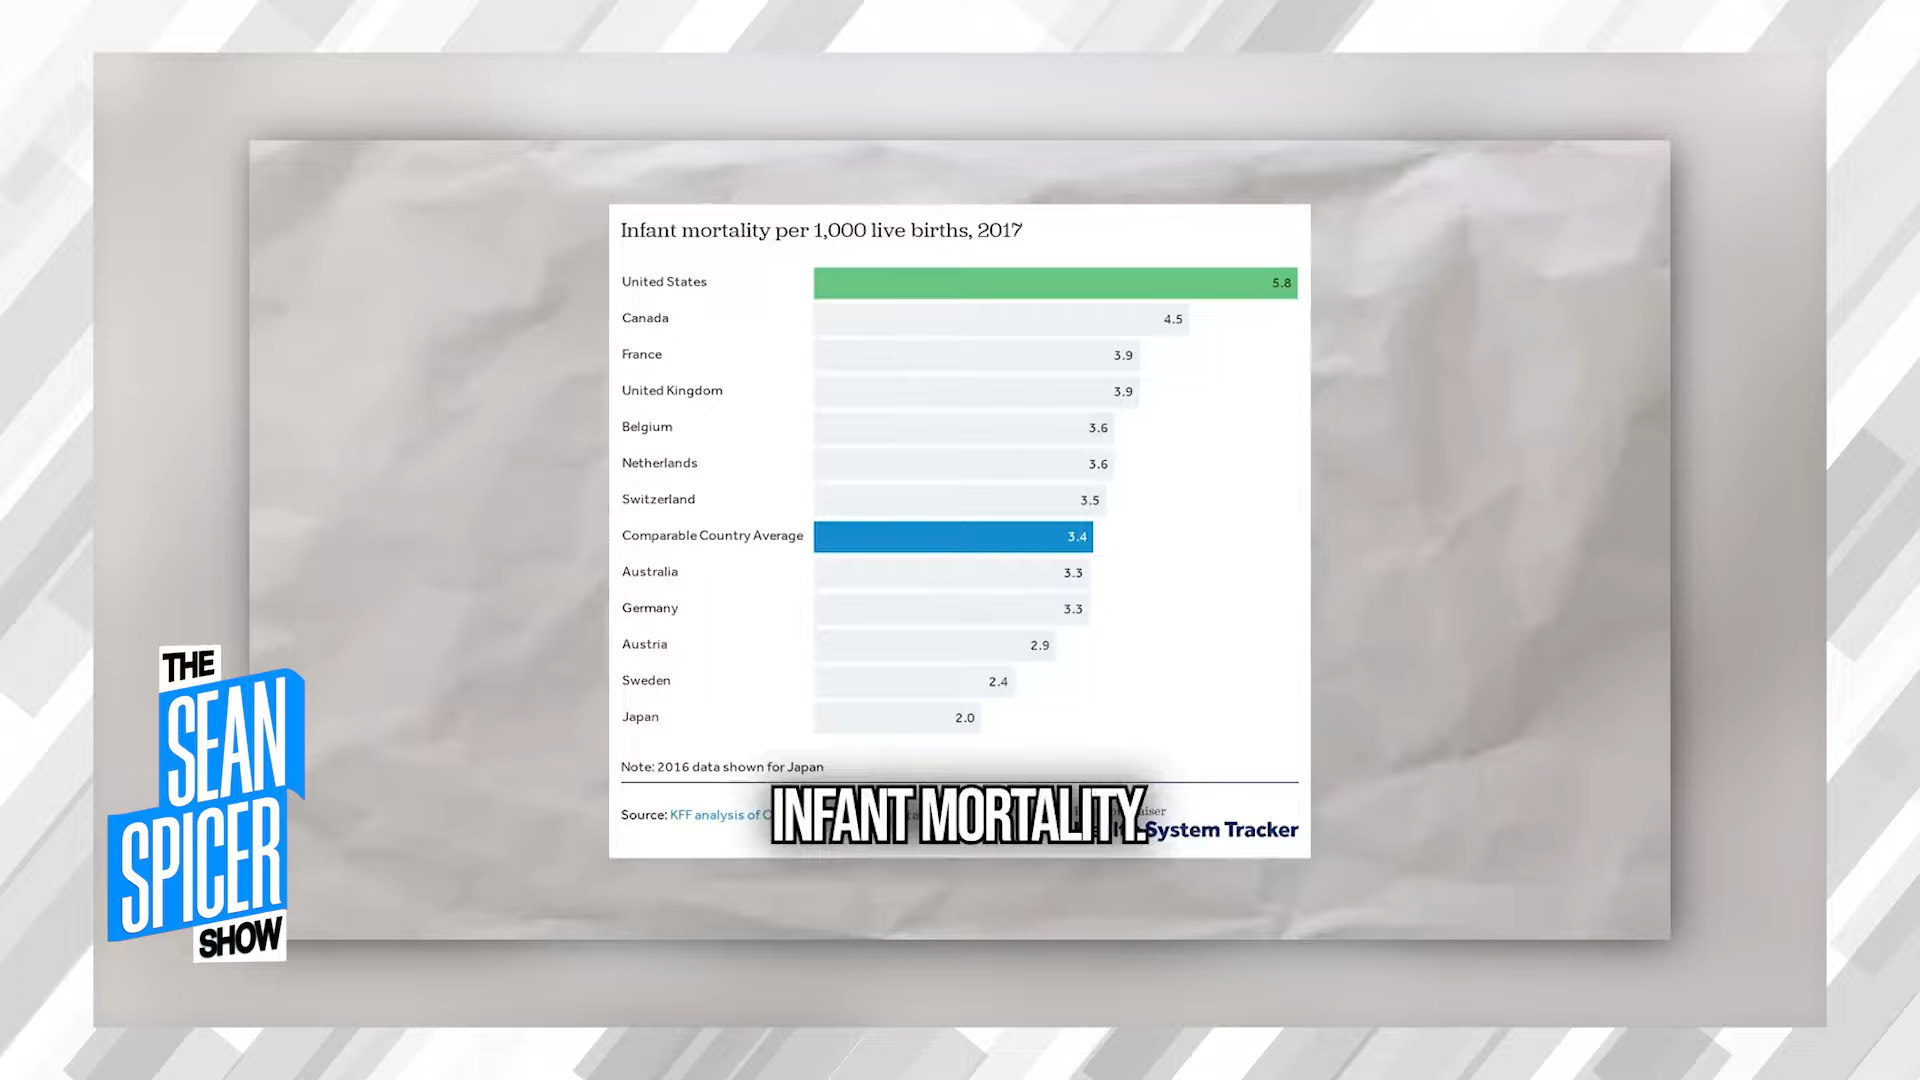 Infant mortality per 1,000 live births, 2017
United States 5.8
Canada 4.5
France 3.9
United Kingdom 3.9
Belgium 3.6
Netherlands 3.6
Switzerland 3.5
Comparable Country Average 3.4
Australia 3.3
Germany 3.3
Austria 2.9
Sweden 2.4
Japan 2.0
Note: 2016 data shown for Japan
Source: KFF analysis of
System Tracker
INFANT MORTALITY.
THE
SEAN
SPICER
SHOW